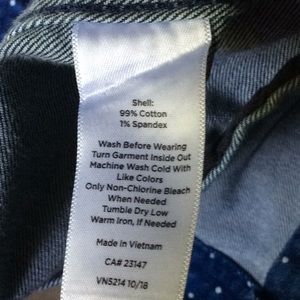 Shell:
99% Cotton
1% Spandex
Wash Before Wearing
Turn Garment Inside Out
Machine Wash Cold With
Like Colors
Only Non-Chlorine Bleach
When Needed
Tumble Dry Low
Warm Iron, If Needed
Made in Vietnam
CA# 23147
VN5214 10/18